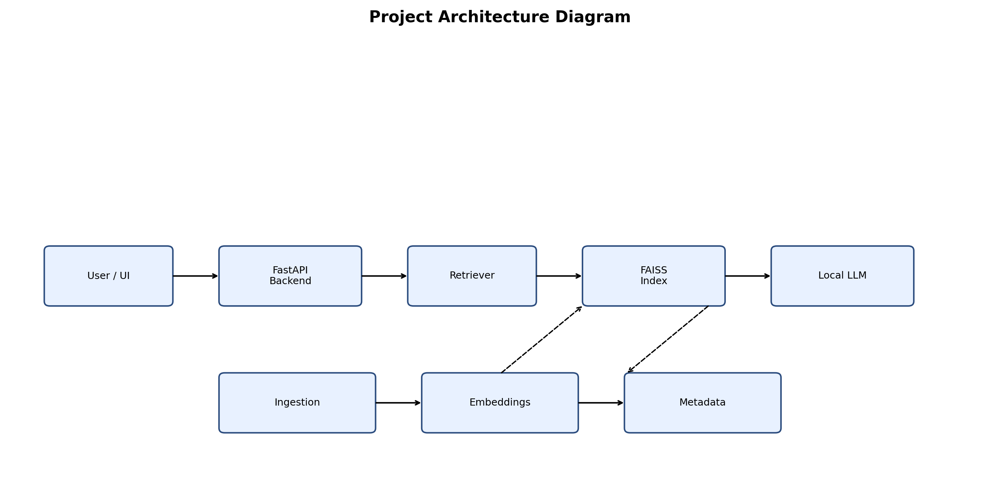 Project Architecture Diagram
User / UI
FastAPI
Backend
Retriever
FAISS
Index
Local LLM
Ingestion
Embeddings
Metadata